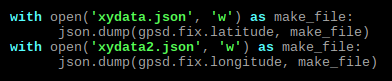 with open('xydata.json', 'w') as make_file:
      json.dump(gpsd.fix.latitude, make_file)
with open('xydata2.json', 'w') as make_file:
      json.dump(gpsd.fix.longitude, make_file)